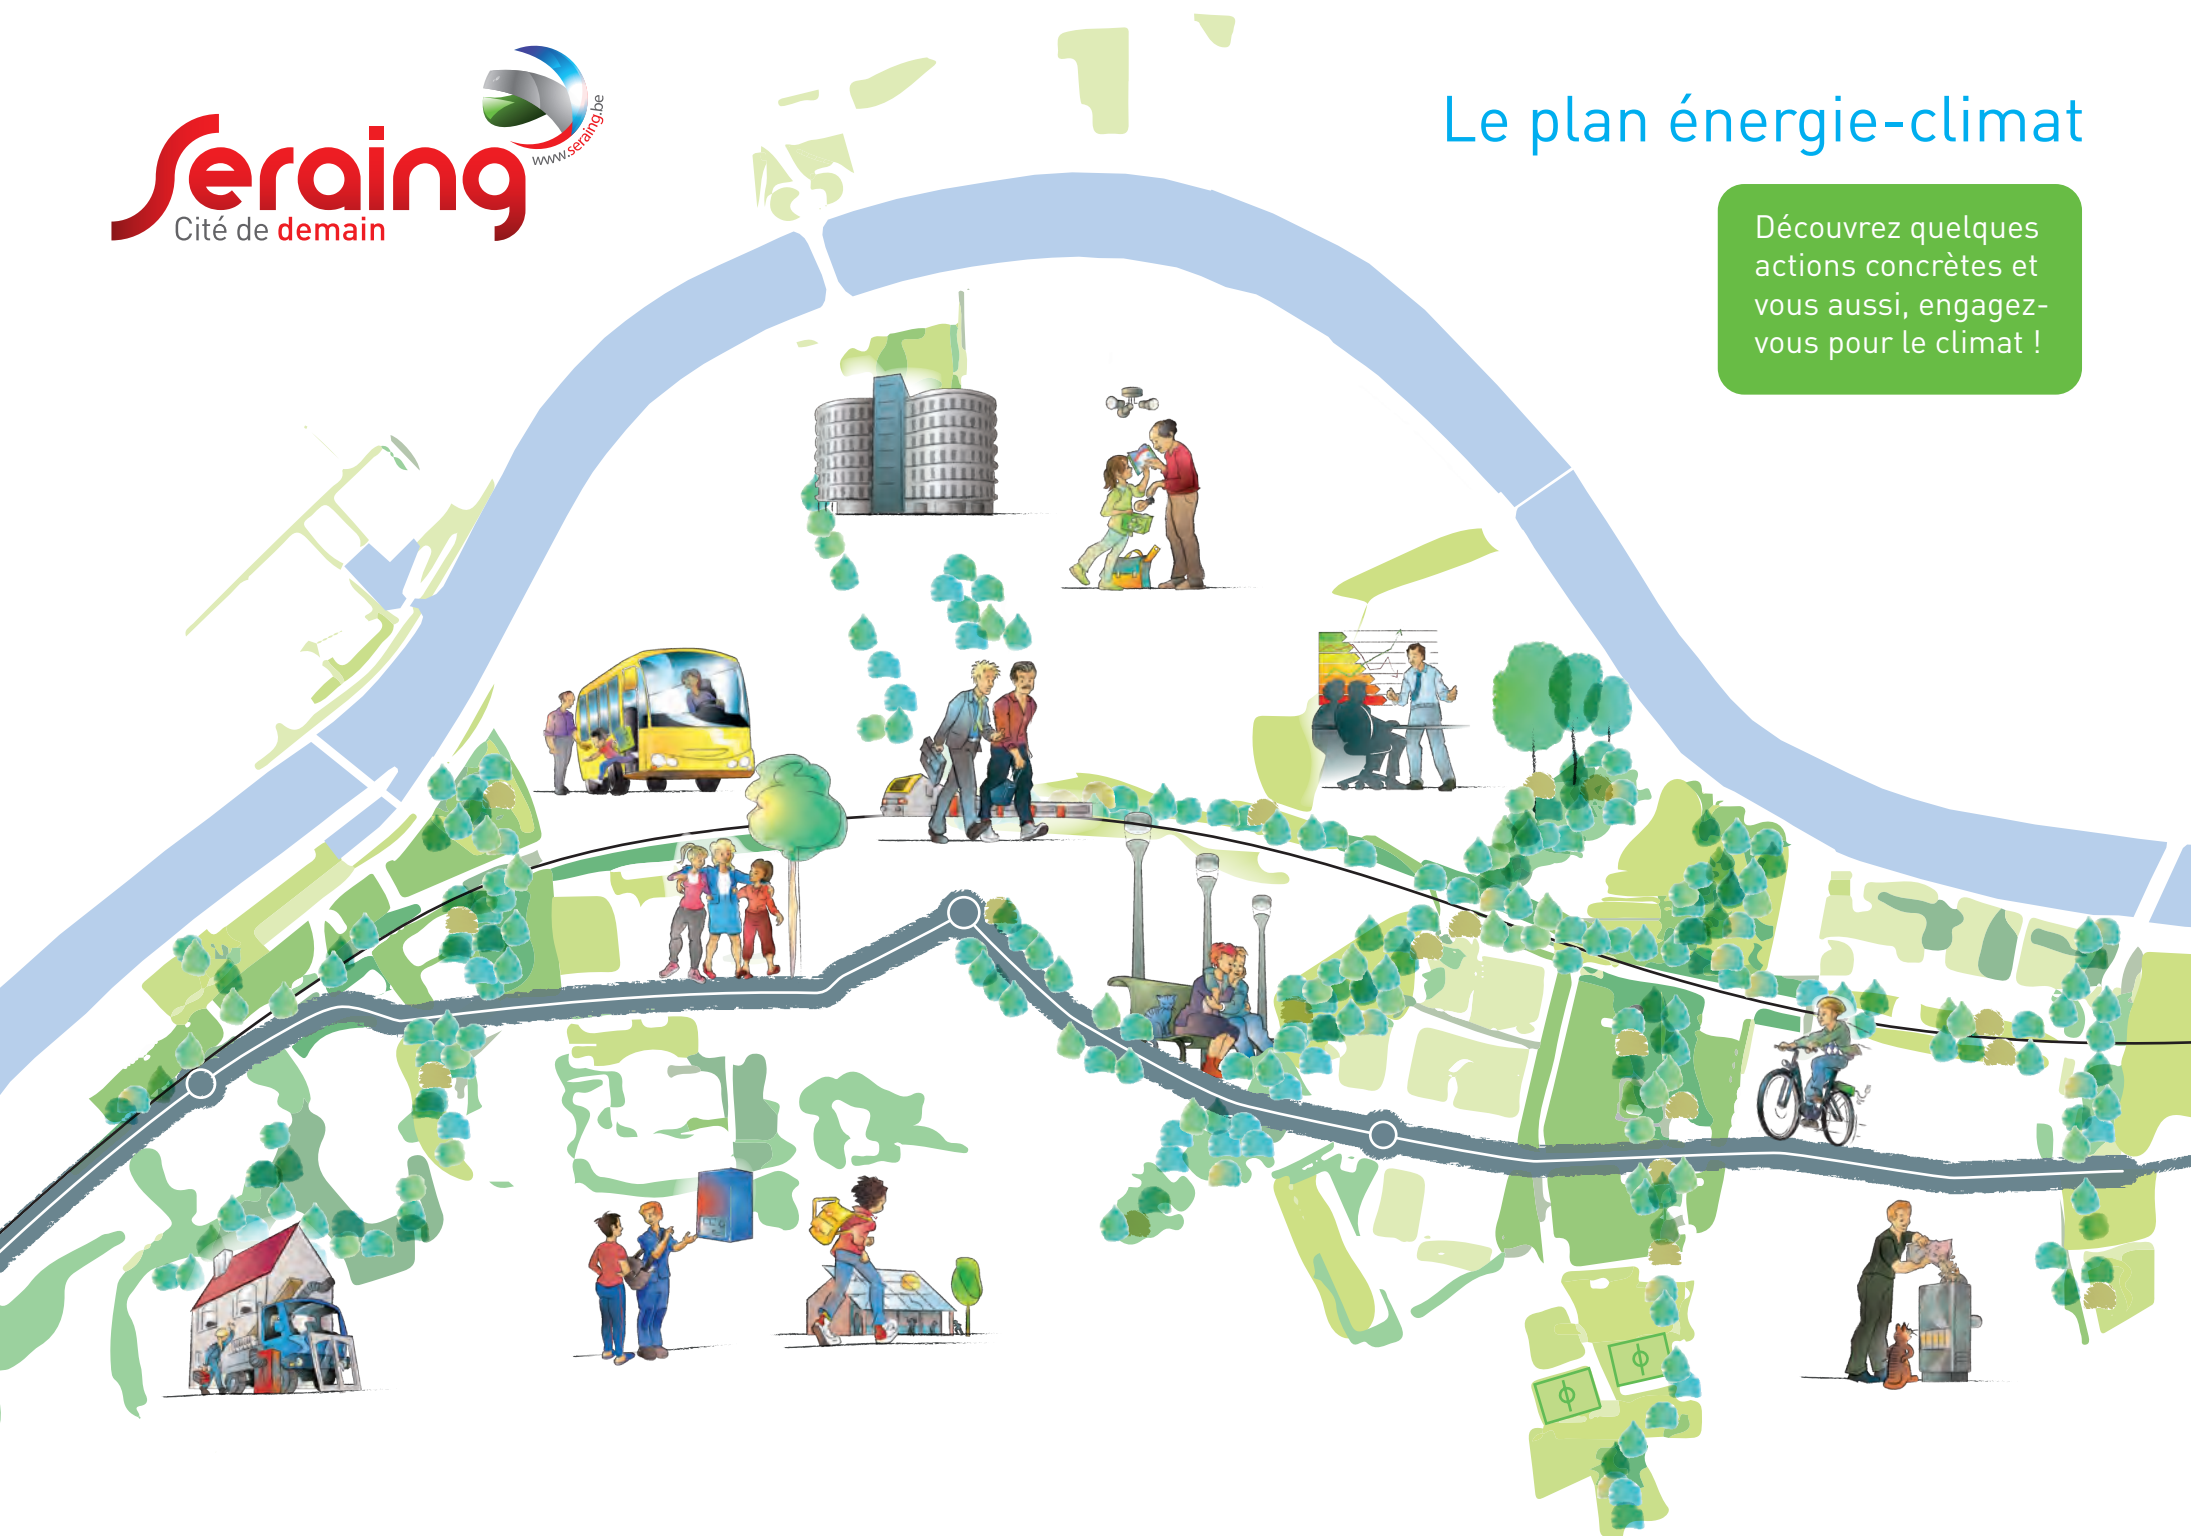 Seraing
Cité de demain
www.seraing.be
Le plan énergie-climat
Découvrez quelques
actions concrètes et
vous aussi, engagez-
vous pour le climat !